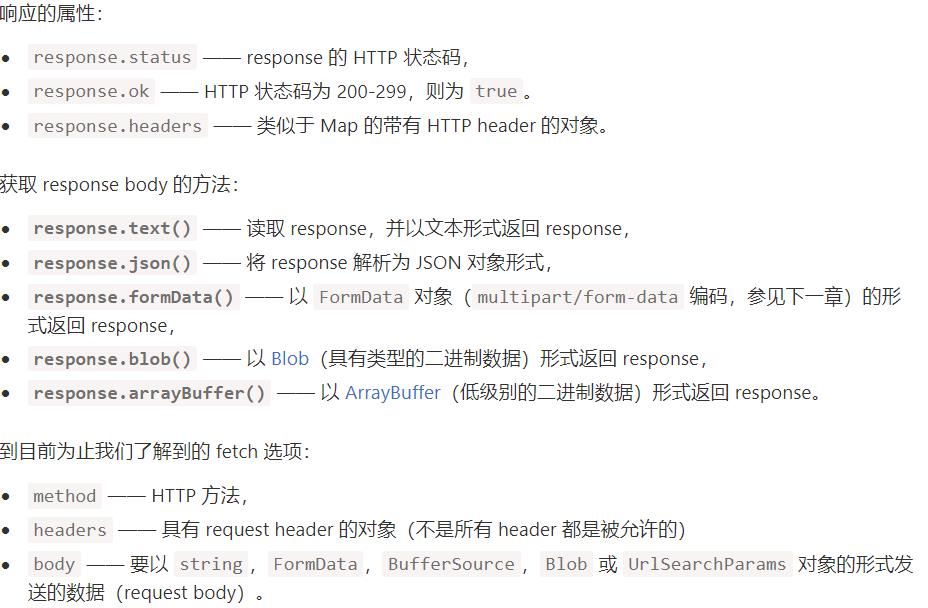 响应的属性：
• response.status —— response 的 HTTP 状态码，
• response.ok —— HTTP 状态码为 200-299，则为 true 。
• response.headers —— 类似于 Map 的带有 HTTP header 的对象。
获取 response body 的方法：
• response.text() —— 读取 response，并以文本形式返回 response，
• response.json() —— 将 response 解析为 JSON 对象形式，
• response.formData() —— 以 FormData 对象（ multipart/form-data 编码，参见下一章）的形
式返回 response，
• response.blob() —— 以 Blob（具有类型的二进制数据）形式返回 response，
• response.arrayBuffer() —— 以 ArrayBuffer（低级别的二进制数据）形式返回 response。
到目前为止我们了解到的 fetch 选项：
• method —— HTTP 方法，
• headers —— 具有 request header 的对象（不是所有 header 都是被允许的）
• body —— 要以 string ，FormData ，BufferSource ，Blob 或 UrlSearchParams 对象的形式发
送的数据（request body）。